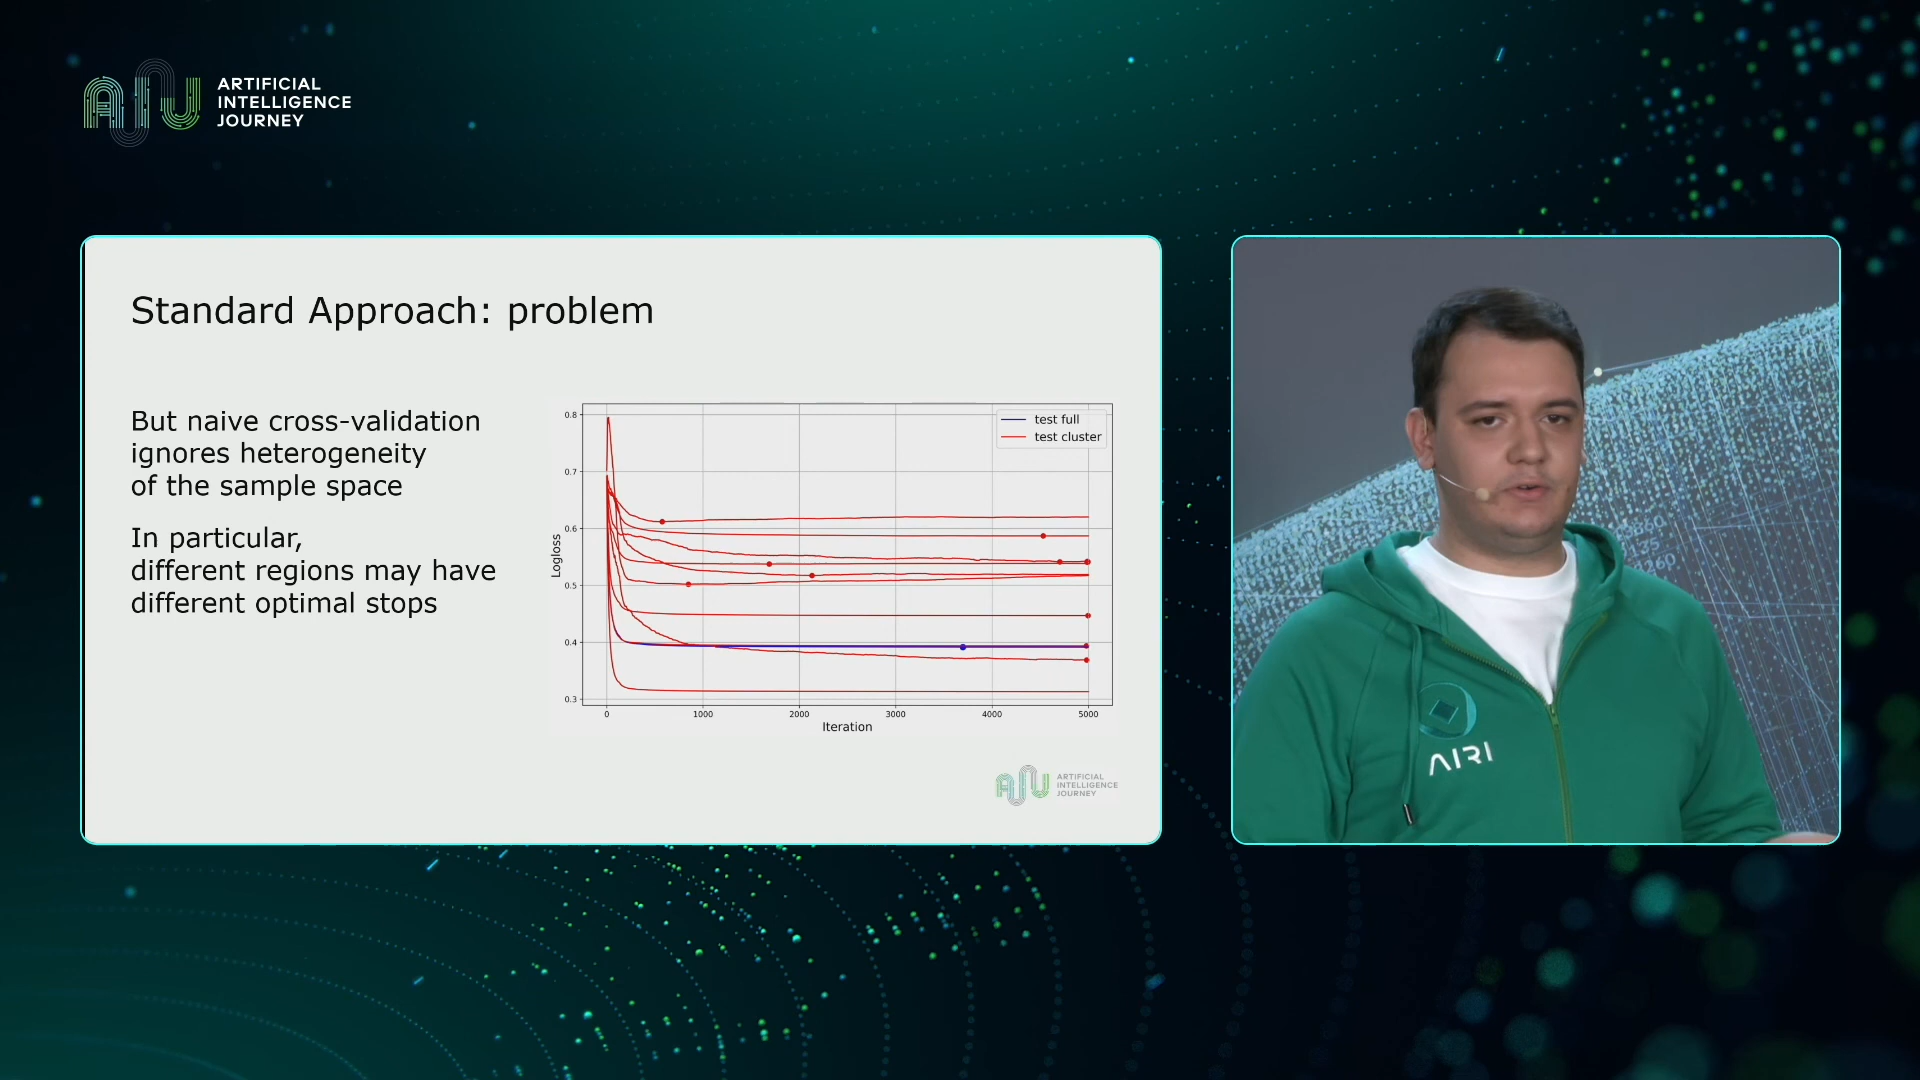 ARTIFICIAL
INTELLIGENCE
JOURNEY
Standard Approach: problem
But naive cross-validation
ignores heterogeneity
of the sample space
In particular,
different regions may have
different optimal stops
test full
test cluster
0.8
0.7
0.6
0.5
0.4
0.3
Logloss
0 1000 2000 3000 4000 5000
Iteration
ARTIFICIAL
INTELLIGENCE
JOURNEY
AIRI